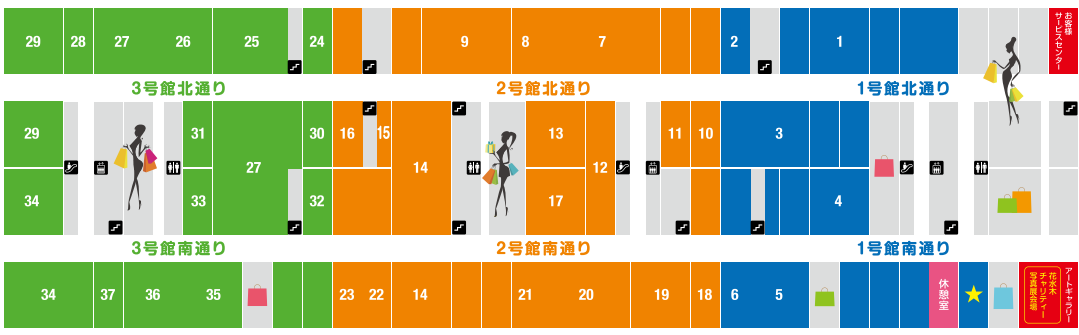 29 28 27 26 25 24 9 8 7 2 1
お客様
サービスセンター
3号館北通り 2号館北通り 1号館北通り
29 31 30 16 15 13 11 10 3
27 14 12
34 33 32 17 4
3号館南通り 2号館南通り 1号館南通り
34 37 36 35 23 22 14 21 20 19 18 6 5
休憩室
アートギャラリー
花水木
チャリティー
写真展会場